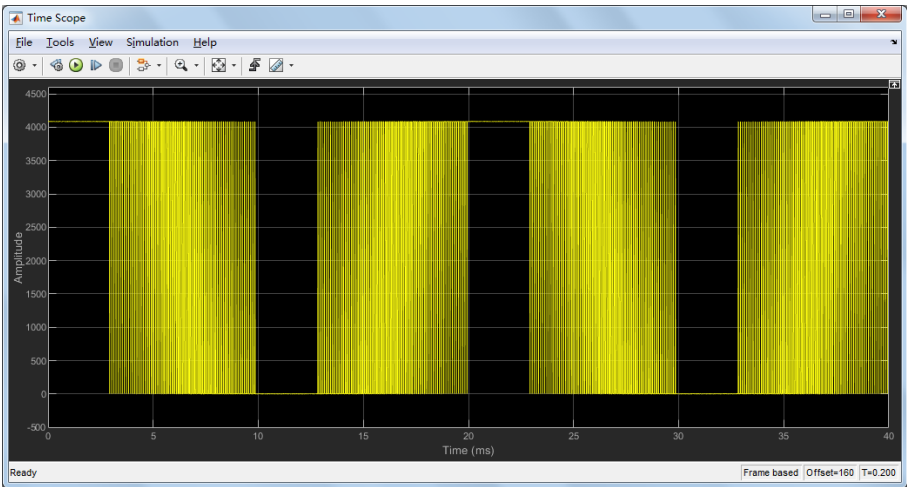 Time Scope
File Tools View Simulation Help
4500
4000
3500
3000
2500
2000
1500
1000
500
0
-500
Amplitude
0 5 10 15 20 25 30 35 40
Time (ms)
Ready Frame based Offset=160 T=0.200